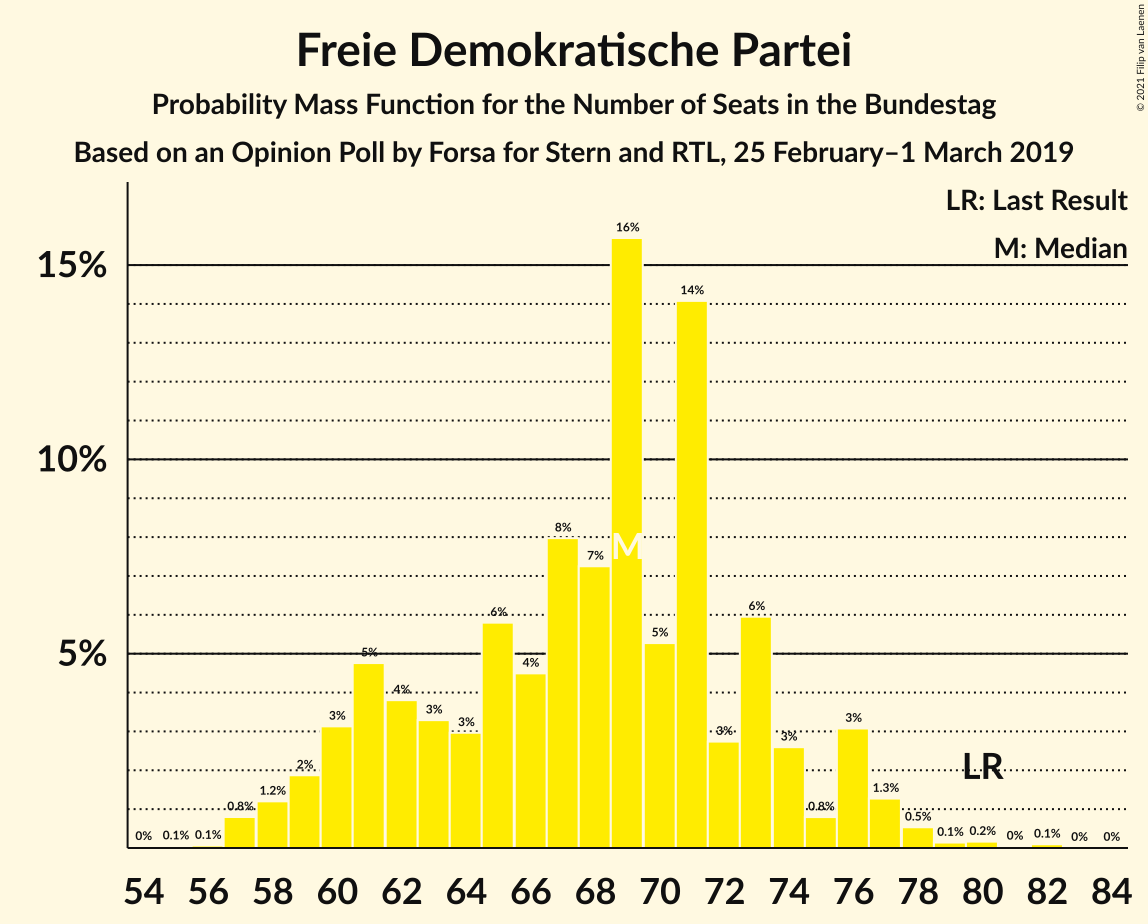 Freie Demokratische Partei
Probability Mass Function for the Number of Seats in the Bundestag
Based on an Opinion Poll by Forsa for Stern and RTL, 25 February–1 March 2019
© 2021 Filip van Laenen
LR: Last Result
M: Median
15%
10%
5%
0% 0.1% 0.1% 0.8% 1.2% 2% 3% 5% 4% 3% 3% 6% 4% 8% 7% 16% 5% 14% 3% 6% 3% 0.8% 3% 1.3% 0.5% 0.1% 0.2% 0% 0.1% 0% 0%
M
LR
54 56 58 60 62 64 66 68 70 72 74 76 78 80 82 84